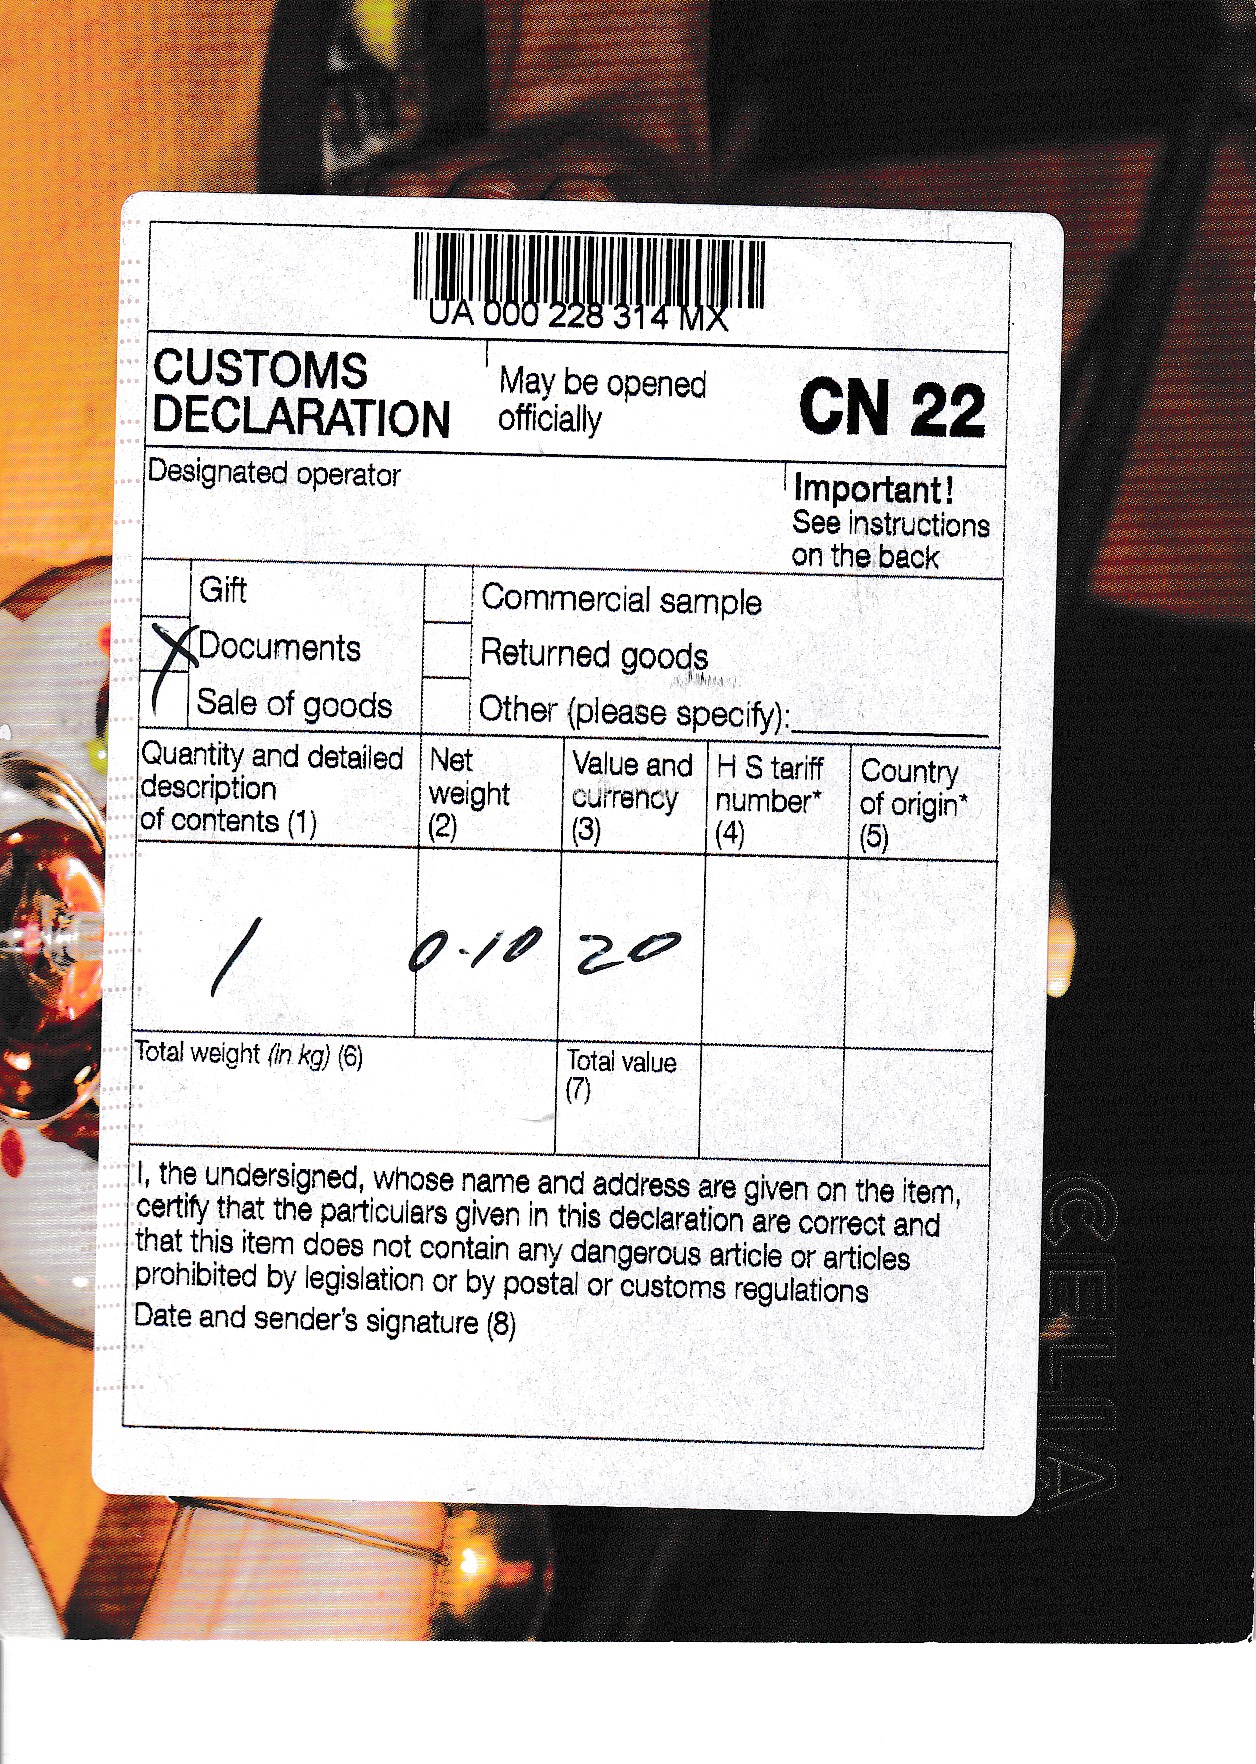 UA 000 228 314 MX
CUSTOMS DECLARATION
May be opened officially
CN 22
Designated operator
Important!
See instructions
on the back
Gift
Commercial sample
X Documents
Returned goods
Sale of goods
Other (please specify):
Quantity and detailed description of contents (1)
Net weight (2)
Value and currency (3)
H S tariff number* (4)
Country of origin* (5)
1
0.10
20
Total weight (in kg) (6)
Total value (7)
I, the undersigned, whose name and address are given on the item,
certify that the particulars given in this declaration are correct and
that this item does not contain any dangerous article or articles
prohibited by legislation or by postal or customs regulations
Date and sender's signature (8)
CELIA